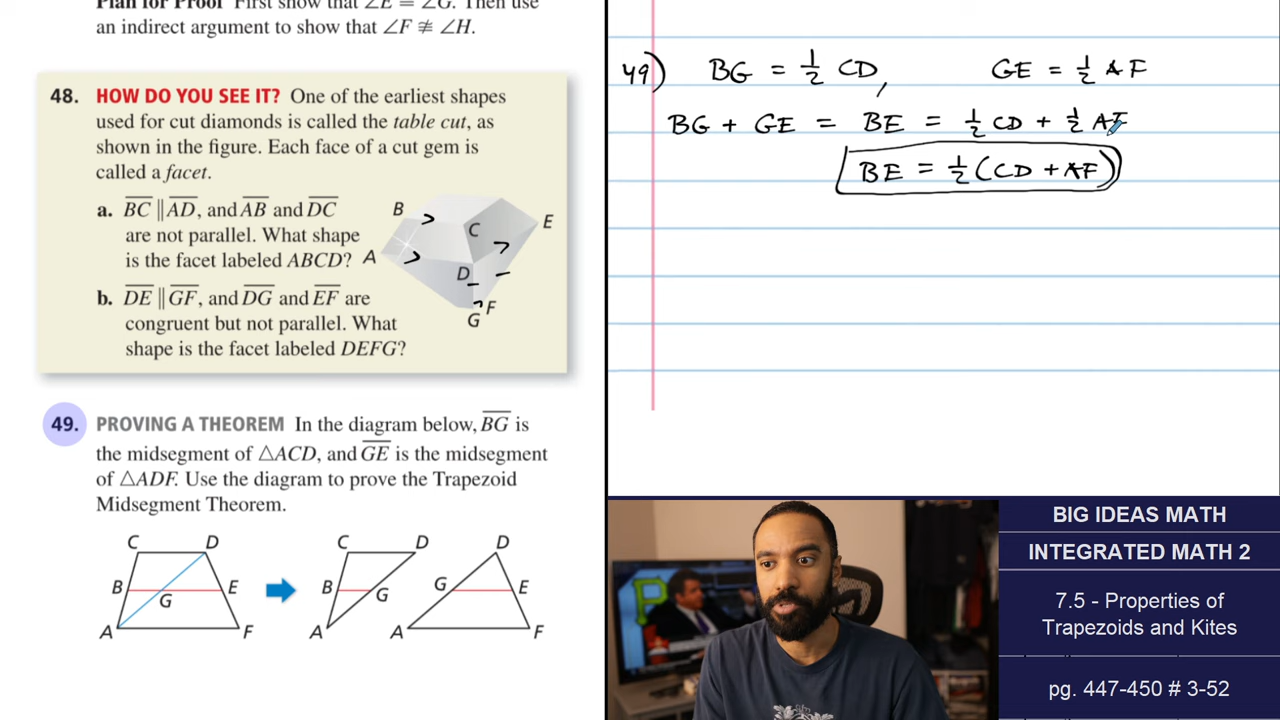 Plan for Proof First show that ∠E ≅ ∠G. Then use
an indirect argument to show that ∠F ≇ ∠H.
48. HOW DO YOU SEE IT? One of the earliest shapes
used for cut diamonds is called the table cut, as
shown in the figure. Each face of a cut gem is
called a facet.
a. BC ∥ AD, and AB and DC
are not parallel. What shape
is the facet labeled ABCD?
b. DE ∥ GF, and DG and EF are
congruent but not parallel. What
shape is the facet labeled DEFG?
B
C
E
A
D
F
G
49. PROVING A THEOREM In the diagram below, BG is
the midsegment of △ACD, and GE is the midsegment
of △ADF. Use the diagram to prove the Trapezoid
Midsegment Theorem.
C D C D D
B G E B G G E
A F A A F
49) BG = 1/2 CD, GE = 1/2 AF
BG + GE = BE = 1/2 CD + 1/2 AF
BE = 1/2 (CD + AF)
BIG IDEAS MATH
INTEGRATED MATH 2
7.5 - Properties of
Trapezoids and Kites
pg. 447-450 # 3-52